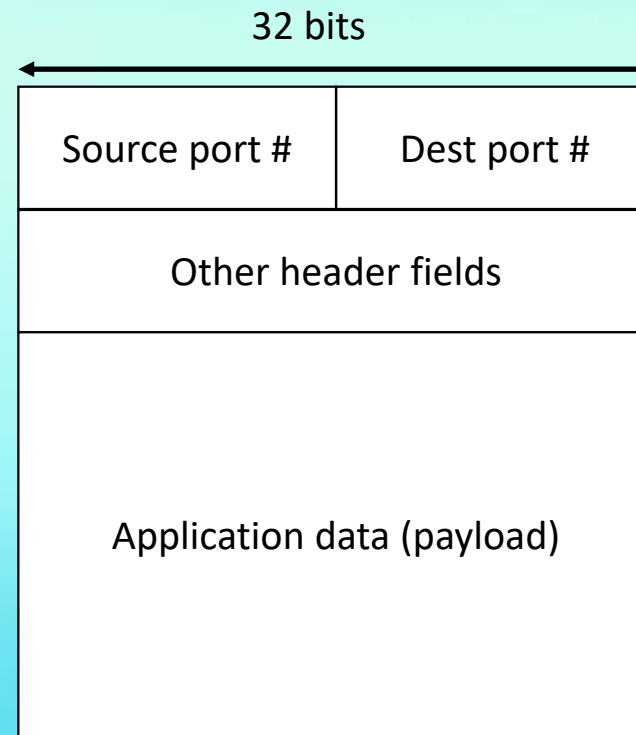 32 bits
Source port #
Dest port #
Other header fields
Application data (payload)